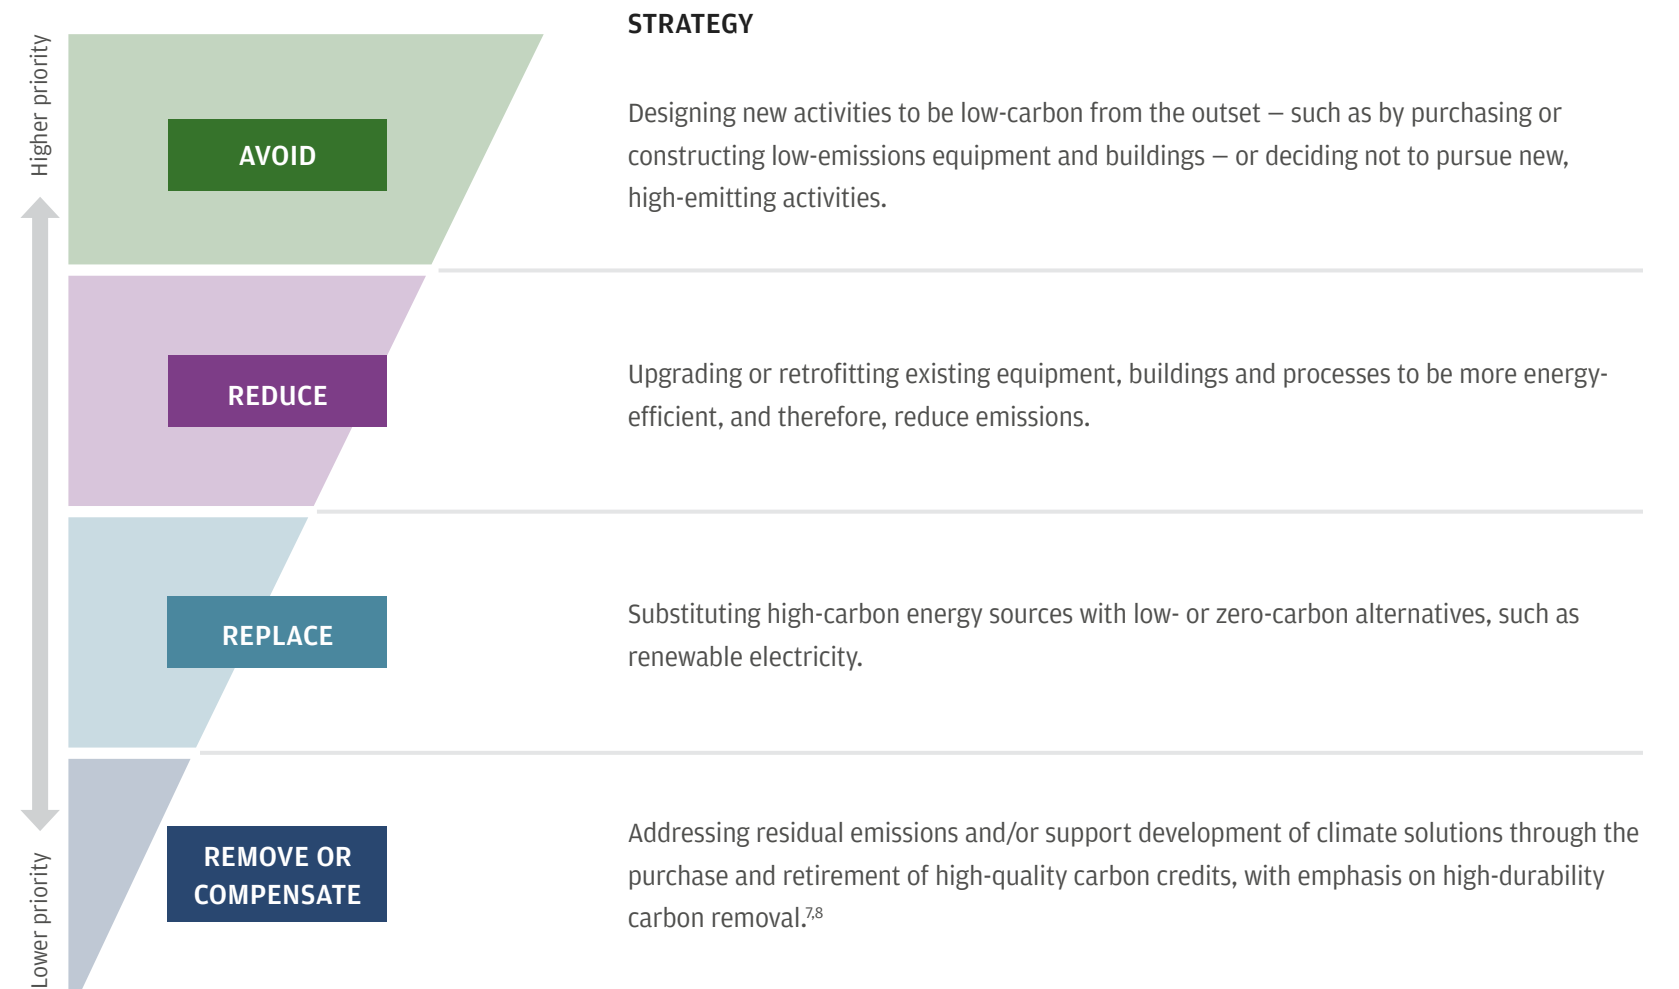 STRATEGY
Higher priority
AVOID
Designing new activities to be low-carbon from the outset – such as by purchasing or
constructing low-emissions equipment and buildings – or deciding not to pursue new,
high-emitting activities.
REDUCE
Upgrading or retrofitting existing equipment, buildings and processes to be more energy-
efficient, and therefore, reduce emissions.
REPLACE
Substituting high-carbon energy sources with low- or zero-carbon alternatives, such as
renewable electricity.
Lower priority
REMOVE OR
COMPENSATE
Addressing residual emissions and/or support development of climate solutions through the
purchase and retirement of high-quality carbon credits, with emphasis on high-durability
carbon removal.7,8